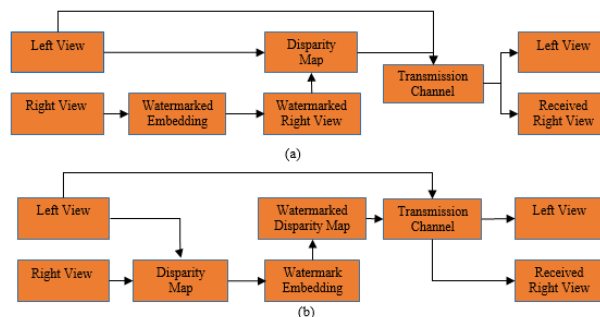 Left View
Disparity
Map
Left View
Transmission
Channel
Right View
Watermarked
Embedding
Watermarked
Right View
Received
Right View
(a)
Left View
Watermarked
Disparity Map
Transmission
Channel
Left View
Right View
Disparity
Map
Watermark
Embedding
Received
Right View
(b)